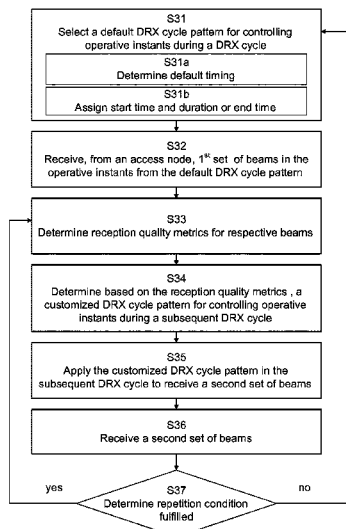 S31
Select a default DRX cycle pattern for controlling
operative instants during a DRX cycle
S31a
Determine default timing
S31b
Assign start time and duration or end time
S32
Receive, from an access node, 1st set of beams in the
operative instants from the default DRX cycle pattern
S33
Determine reception quality metrics for respective beams
S34
Determine based on the reception quality metrics , a
customized DRX cycle pattern for controlling operative
instants during a subsequent DRX cycle
S35
Apply the customized DRX cycle pattern in the
subsequent DRX cycle to receive a second set of beams
S36
Receive a second set of beams
yes
no
S37
Determine repetition condition
fulfilled